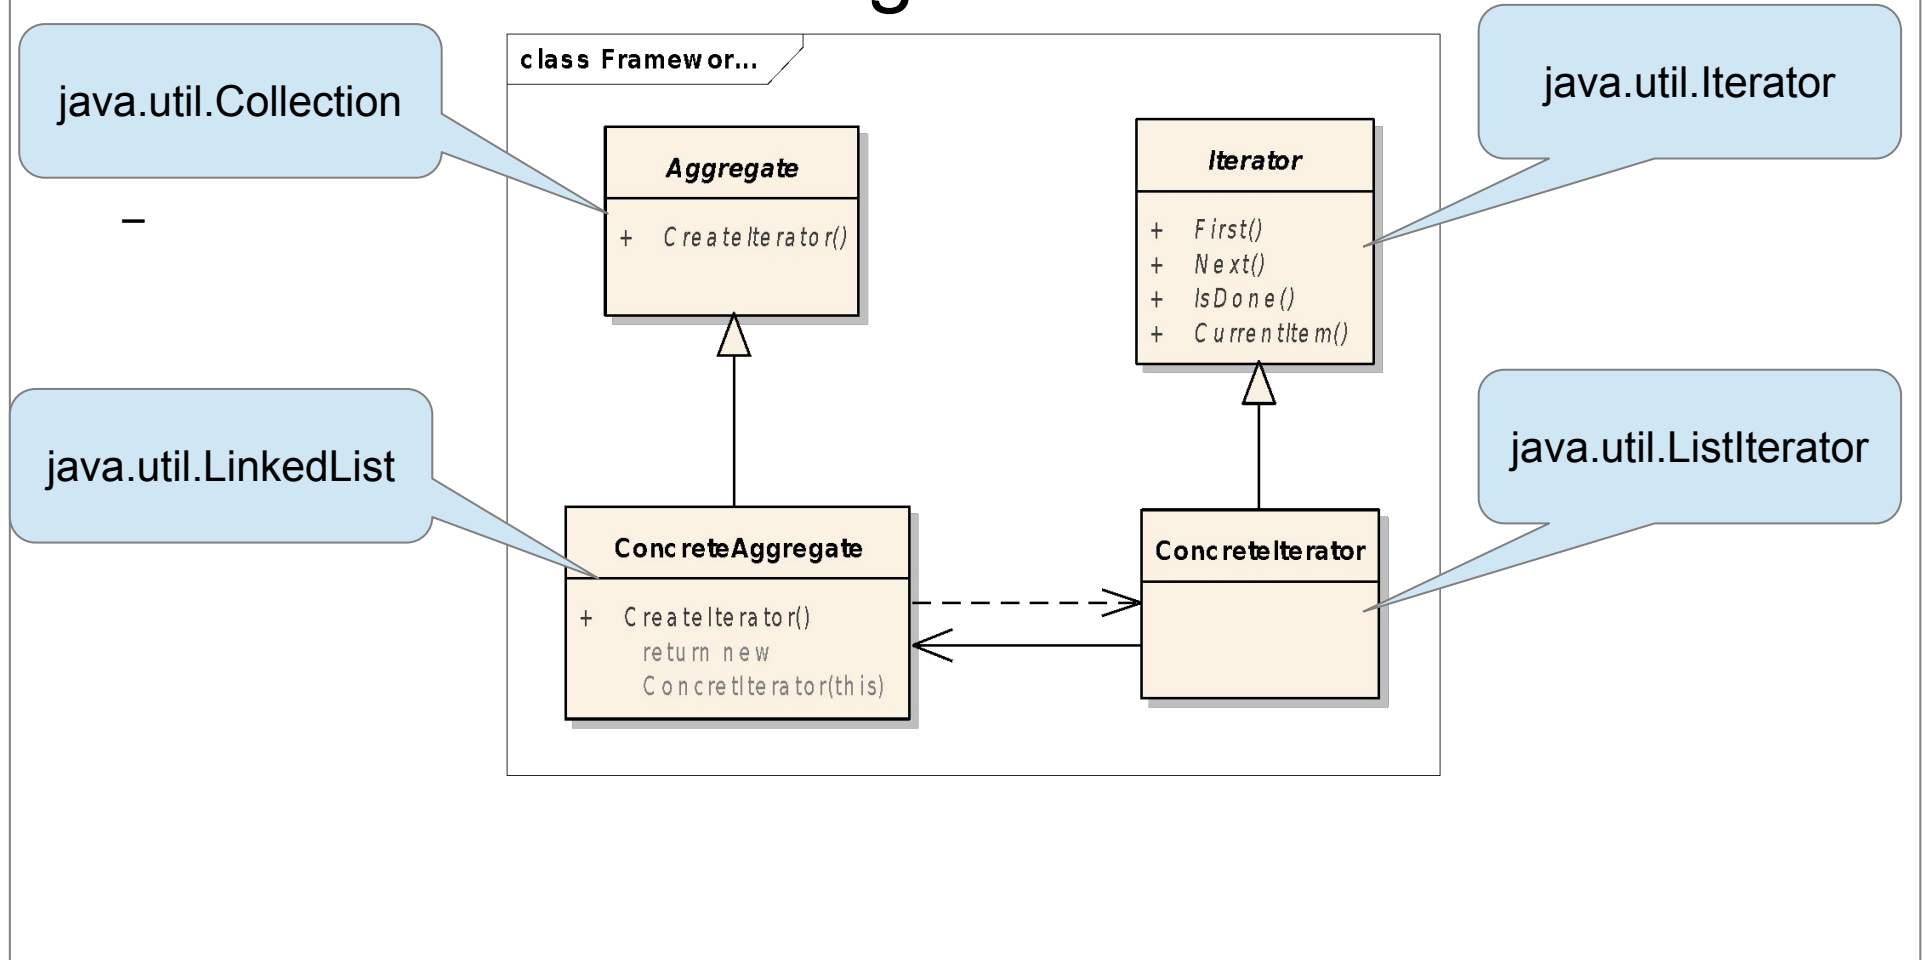 g
java.util.Collection
class Framewor...
java.util.Iterator
Aggregate
+ CreateIterator()
Iterator
+ First()
+ Next()
+ IsDone()
+ CurrentItem()
–
java.util.LinkedList
java.util.ListIterator
ConcreteAggregate
+ CreateIterator()
return new
ConcretIterator(this)
ConcreteIterator